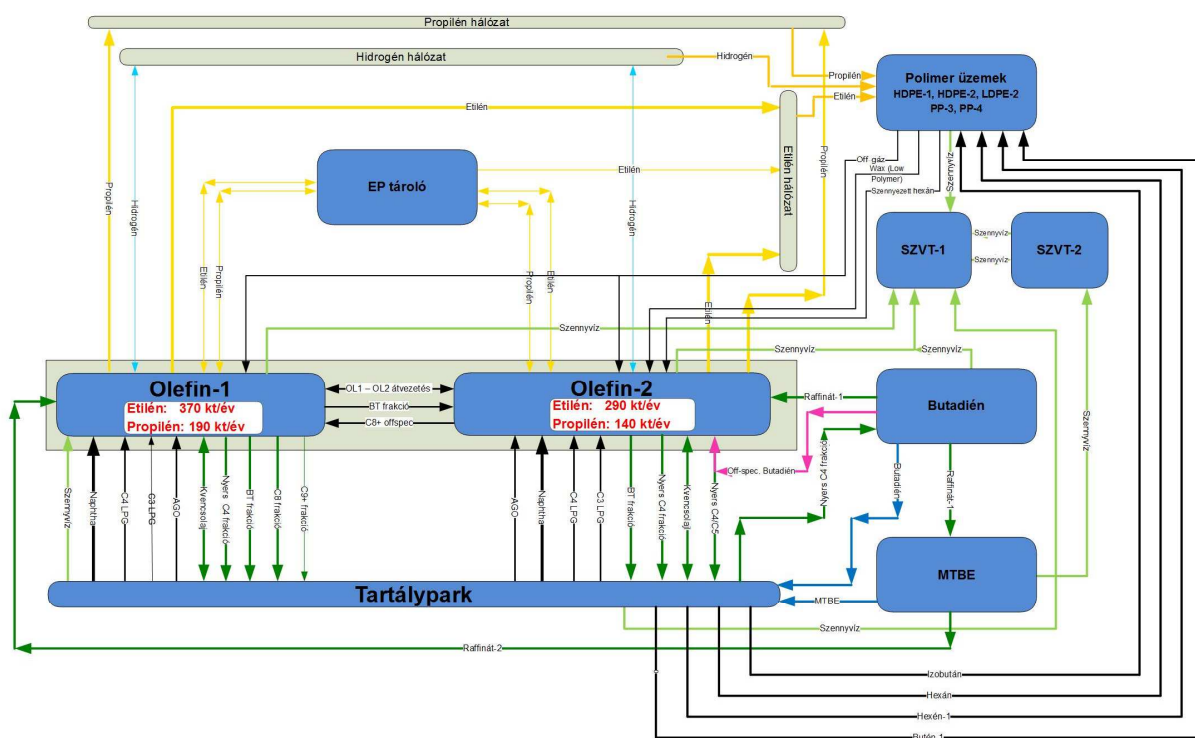 Propilén hálózat
Hidrogén hálózat
Hidrogén
Propilén
Etilén
Polimer üzemek
HDPE-1, HDPE-2, LDPE-2
PP-3, PP-4
Etilén
Etilén hálózat
Propilén
Propilén
Hidrogén
EP tároló
Etilén
Hidrogén
Off-gáz
Wax (Low
Polymer)
Szennyezett hexán
Szennyvíz
SZVT-1
Szennyvíz
Szennyvíz
SZVT-2
Etilén
Propilén
Propilén
Etilén
Etilén
Szennyvíz
Szennyvíz
Szennyvíz
Szennyvíz
Olefin-1
Etilén: 370 kt/év
Propilén: 190 kt/év
OL1 – OL2 átvezetés
BT frakció
C8+ offspec
Olefin-2
Etilén: 290 kt/év
Propilén: 140 kt/év
Raffinát-1
Butadién
Off-spec. Butadién
Nyers C4 frakció
Butadién
Raffinát-1
Szennyvíz
Naphtha
C4 LPG
C3 LPG
AGO
Kvencsolaj
Nyers C4 frakció
BT frakció
C8 frakció
C9+ frakció
AGO
Naphtha
C4 LPG
C3 LPG
BT frakció
Nyers C4 frakció
Kvencsolaj
Nyers C4/C5
Tartálypark
MTBE
MTBE
Szennyvíz
Raffinát-2
Izobután
Hexán
Hexén-1
Butén-1